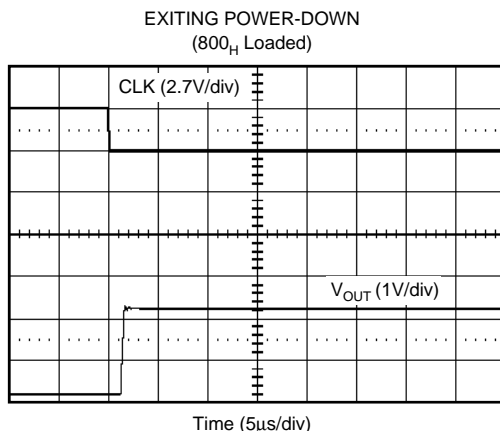 EXITING POWER-DOWN
(800H Loaded)
CLK (2.7V/div)
VOUT (1V/div)
Time (5μs/div)